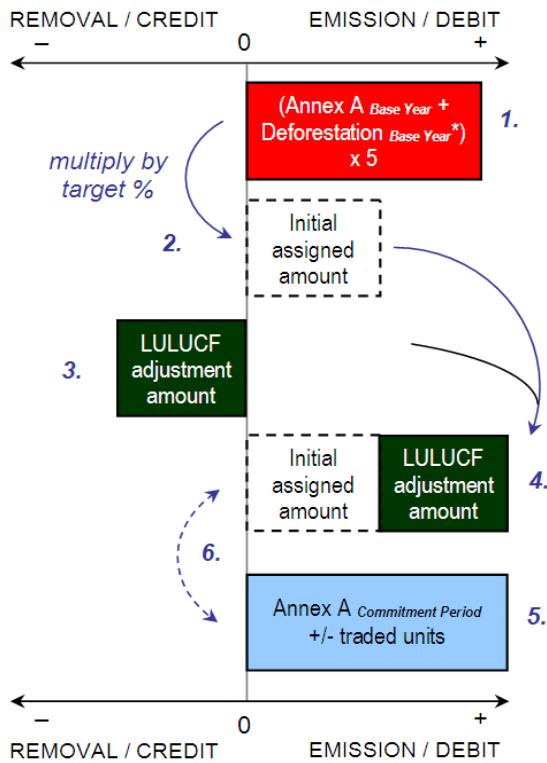 REMOVAL / CREDIT EMISSION / DEBIT
– 0 +
(Annex A Base Year +
Deforestation Base Year*)
x 5
1.
multiply by
target %
2.
Initial
assigned
amount
3.
LULUCF
adjustment
amount
Initial
assigned
amount
LULUCF
adjustment
amount
4.
6.
Annex A Commitment Period
+/- traded units
5.
– 0 +
REMOVAL / CREDIT EMISSION / DEBIT